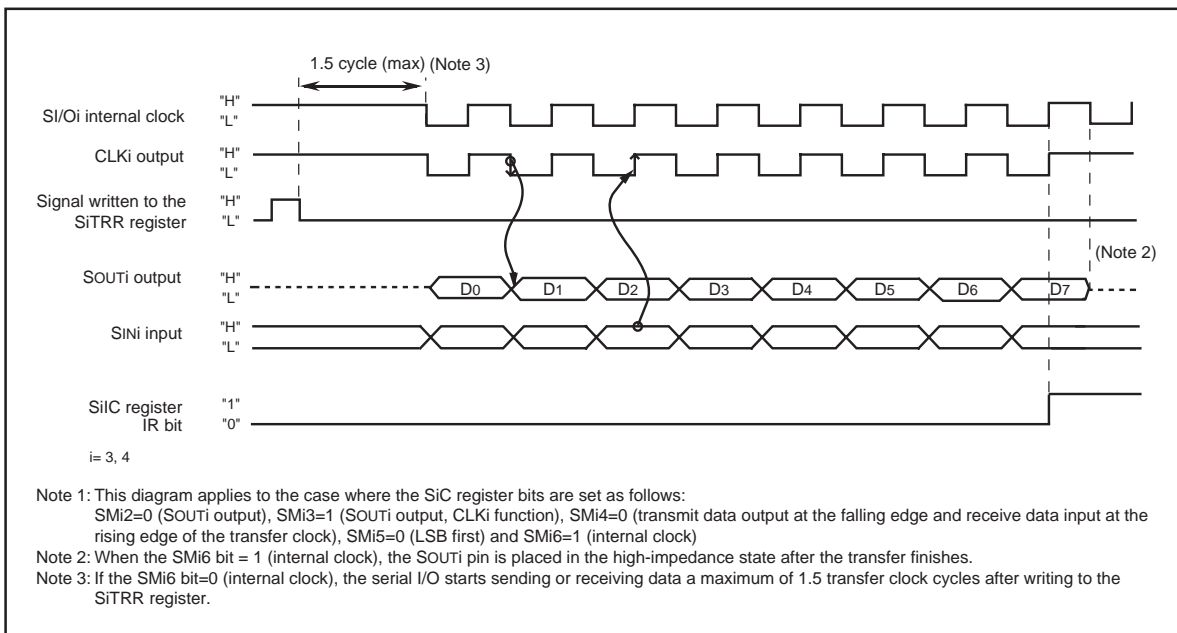 1.5 cycle (max) (Note 3)
SI/Oi internal clock "H" "L"
CLKi output "H" "L"
Signal written to the
SiTRR register "H" "L"
SOUTi output "H" "L"
D0 D1 D2 D3 D4 D5 D6 D7
(Note 2)
SINi input "H" "L"
SiIC register
IR bit "1" "0"
i= 3, 4
Note 1: This diagram applies to the case where the SiC register bits are set as follows:
SMi2=0 (SOUTi output), SMi3=1 (SOUTi output, CLKi function), SMi4=0 (transmit data output at the falling edge and receive data input at the
rising edge of the transfer clock), SMi5=0 (LSB first) and SMi6=1 (internal clock)
Note 2: When the SMi6 bit = 1 (internal clock), the SOUTi pin is placed in the high-impedance state after the transfer finishes.
Note 3: If the SMi6 bit=0 (internal clock), the serial I/O starts sending or receiving data a maximum of 1.5 transfer clock cycles after writing to the
SiTRR register.